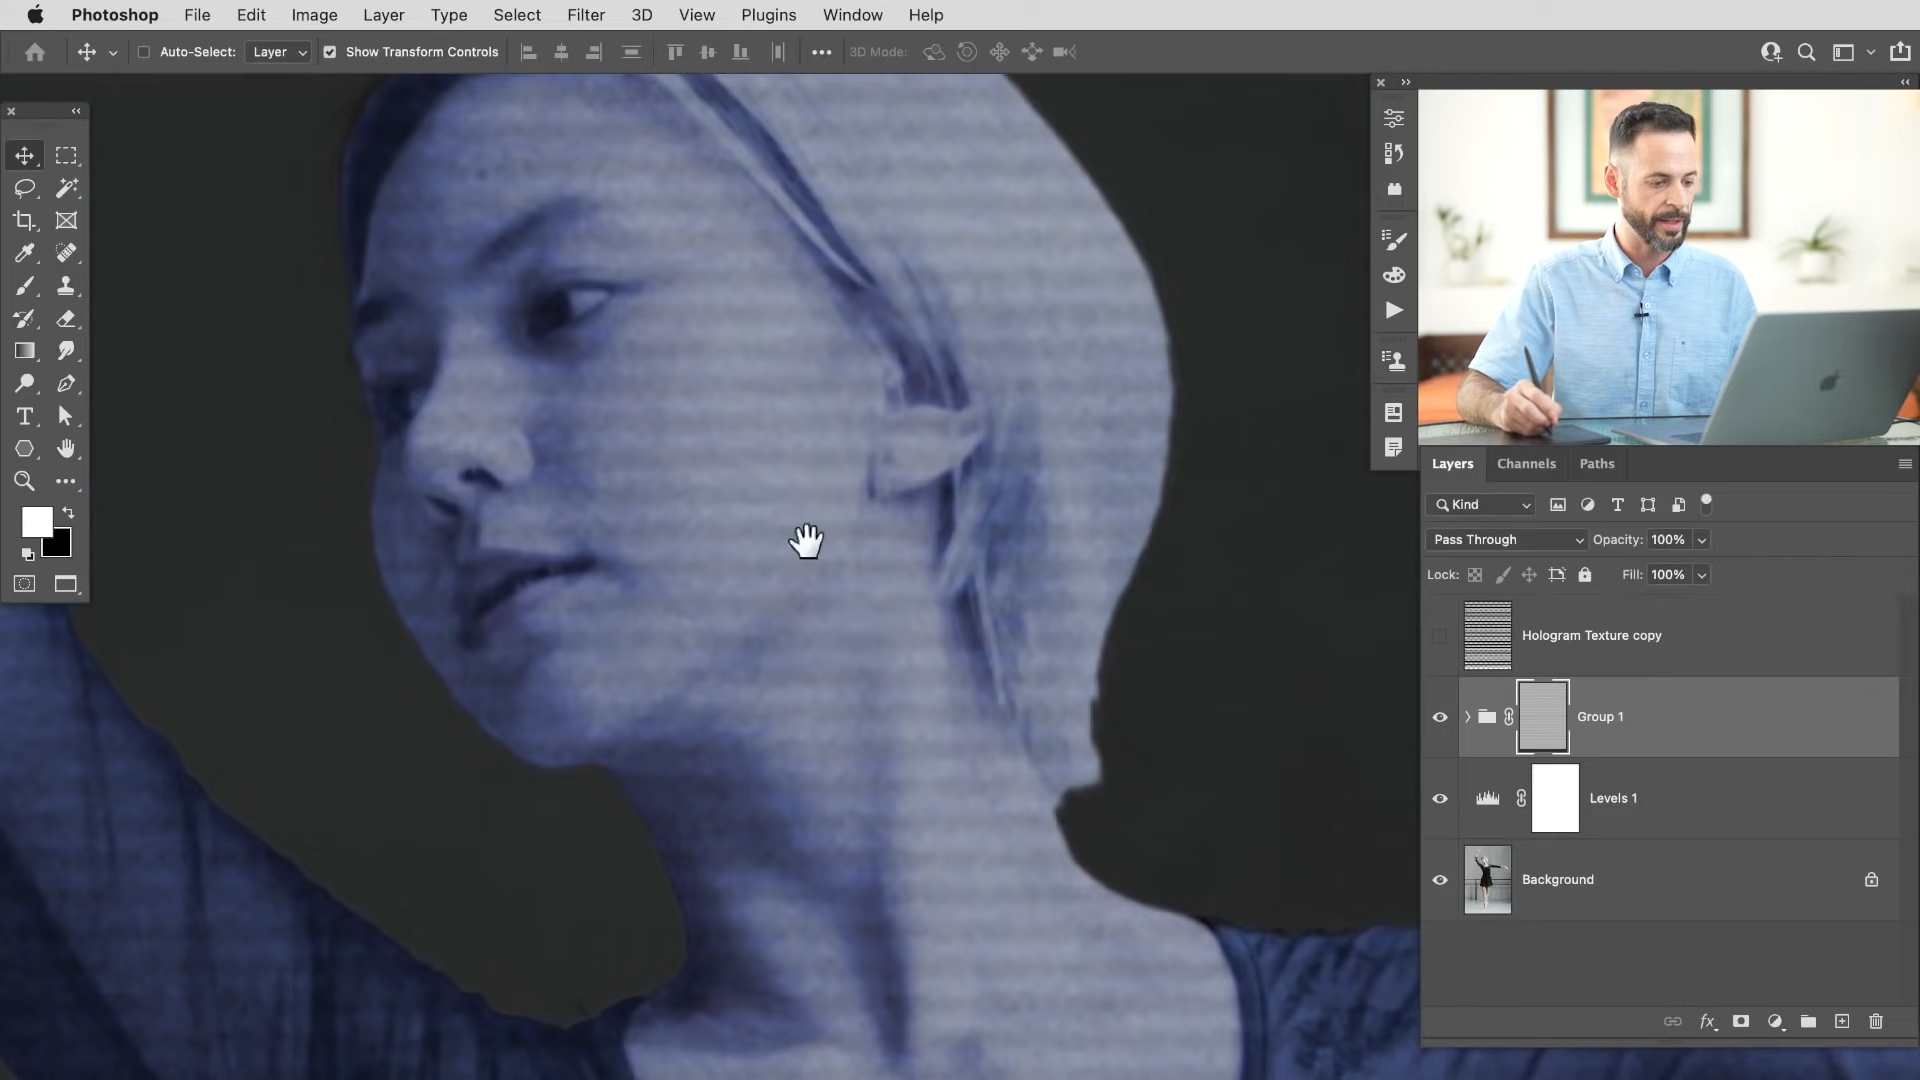 Photoshop File Edit Image Layer Type Select Filter 3D View Plugins Window Help
Auto-Select: Layer Show Transform Controls 3D Mode:
Layers Channels Paths
Kind
Pass Through Opacity: 100%
Lock: Fill: 100%
Hologram Texture copy
Group 1
Levels 1
Background